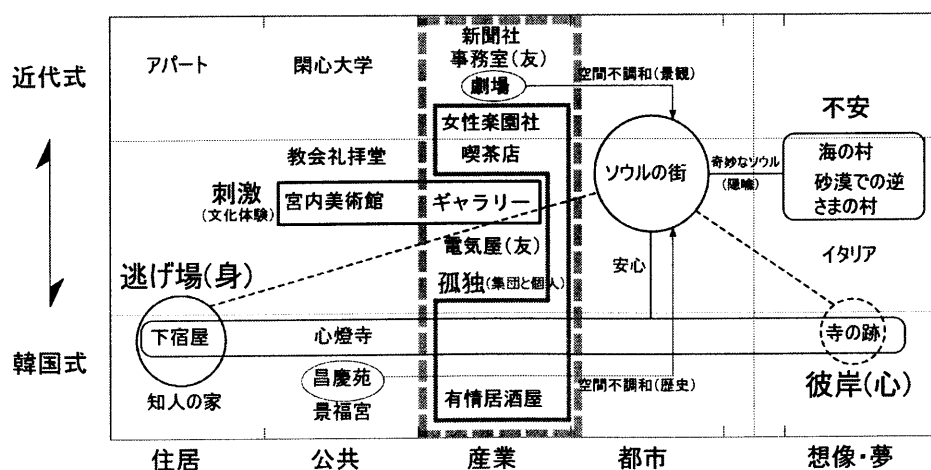 近代式
韓国式
アパート
閑心大学
新聞社
事務室(友)
劇場
空間不調和(景観)
女性楽園社
不安
教会礼拝堂
喫茶店
ソウルの街
奇妙なソウル
(隠喩)
海の村
砂漠での逆
さまの村
刺激
(文化体験)
宮内美術館
ギャラリー
電気屋(友)
安心
イタリア
逃げ場(身)
孤独(集団と個人)
下宿屋
心燈寺
寺の跡
昌慶苑
空間不調和(歴史)
彼岸(心)
知人の家
景福宮
有情居酒屋
住居
公共
産業
都市
想像・夢